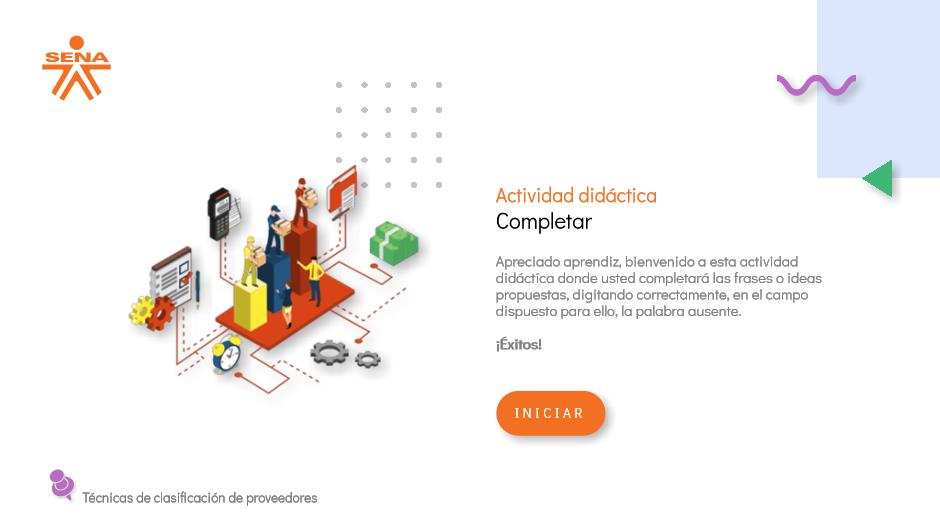 SENA
Actividad didáctica
Completar
Apreciado aprendiz, bienvenido a esta actividad
didáctica donde usted completará las frases o ideas
propuestas, digitando correctamente, en el campo
dispuesto para ello, la palabra ausente.
¡Éxitos!
INICIAR
Técnicas de clasificación de proveedores